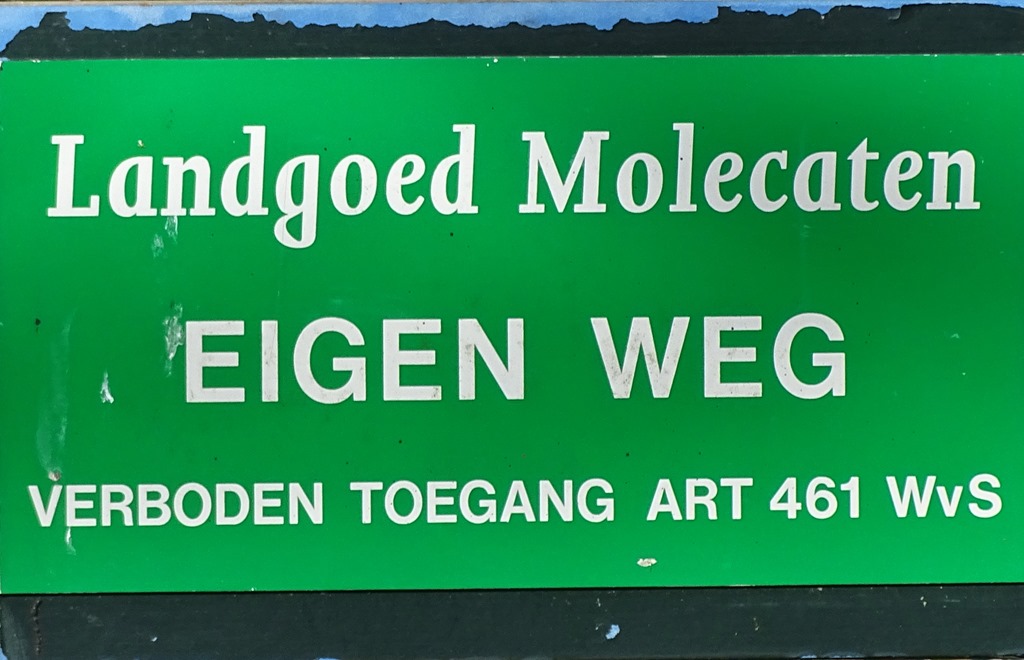 Landgoed Molecaten
EIGEN WEG
VERBODEN TOEGANG ART 461 WvS